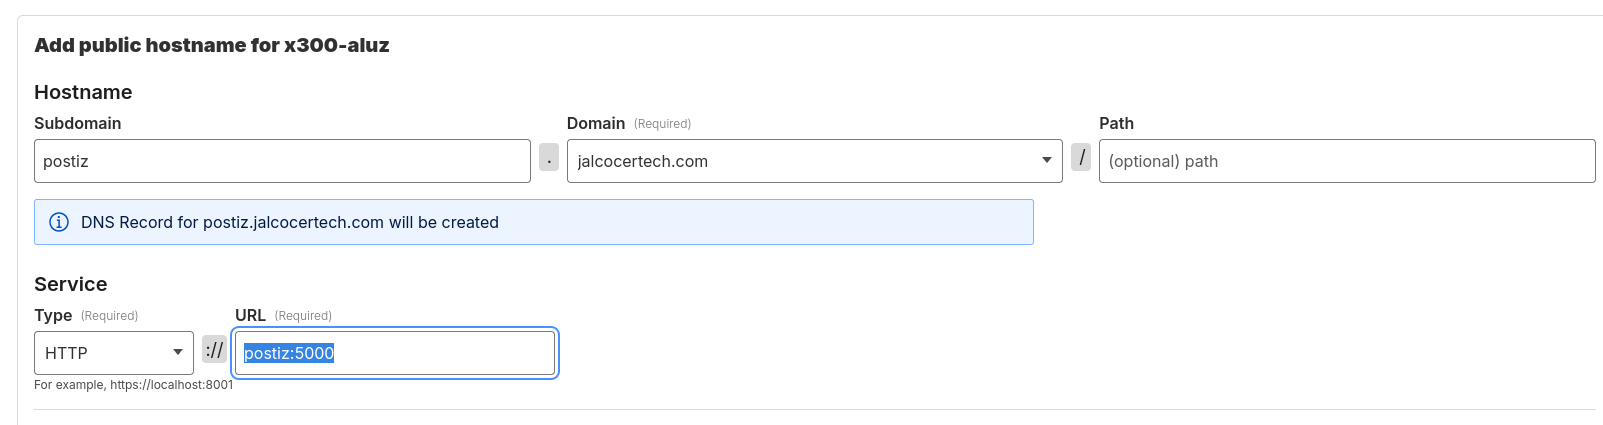 Add public hostname for x300-aluz
Hostname
Subdomain
Domain (Required)
Path
postiz
.
jalcocertech.com
/
(optional) path
DNS Record for postiz.jalcocertech.com will be created
Service
Type (Required)
URL (Required)
HTTP
://
postiz:5000
For example, https://localhost:8001